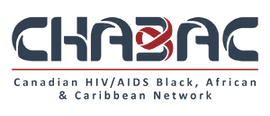 CHABAC
Canadian HIV/AIDS Black, African
& Caribbean Network